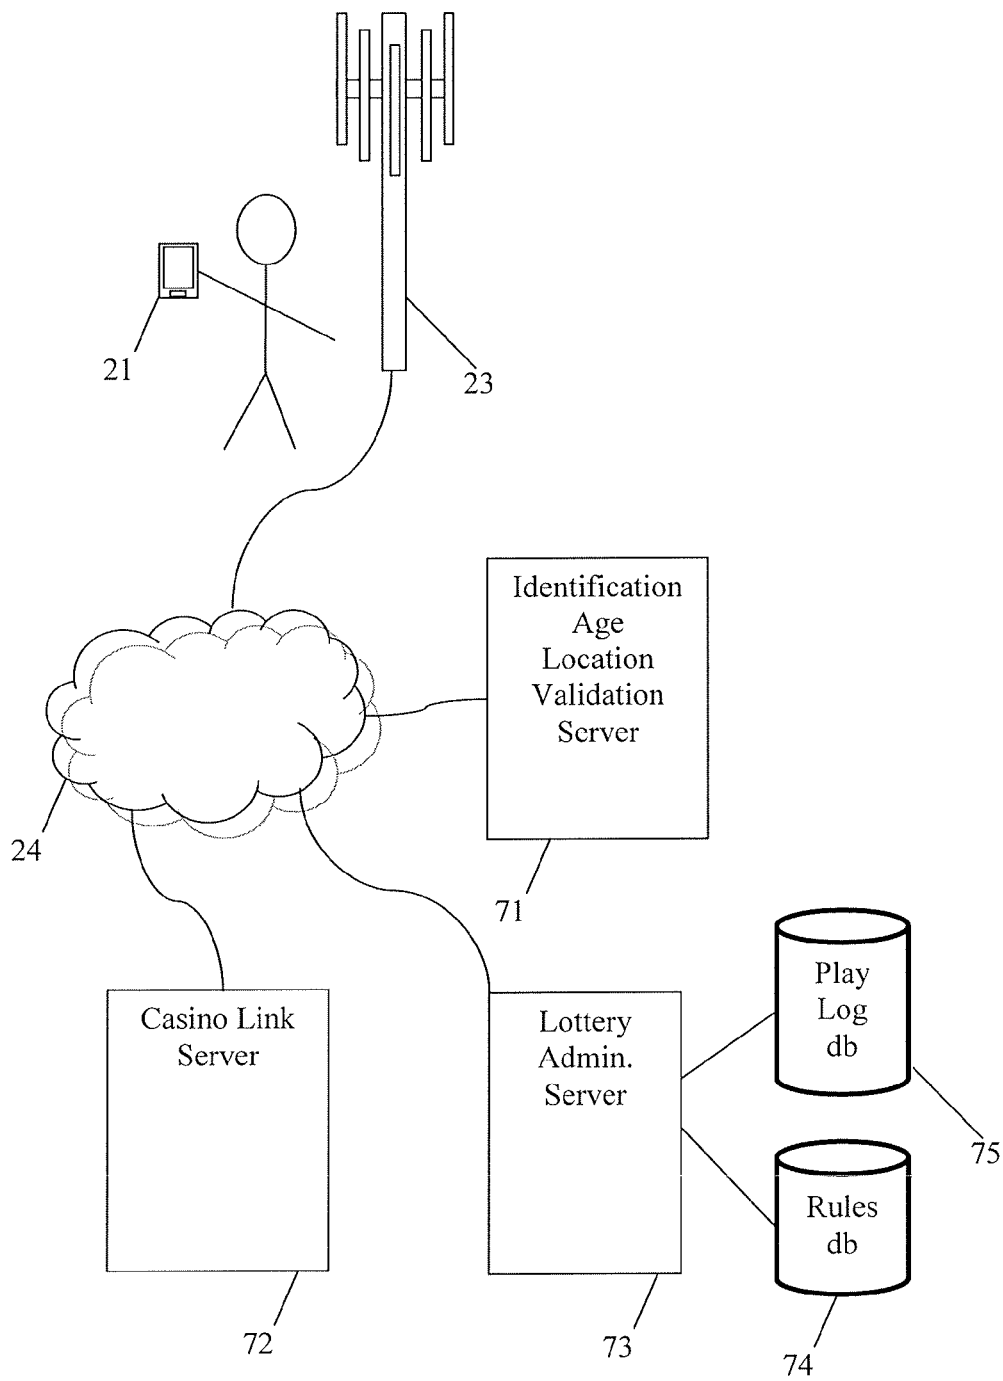 21
23
Identification
Age
Location
Validation
Server
24
71
Casino Link
Server
Lottery
Admin.
Server
Play
Log
db
75
Rules
db
72
73
74